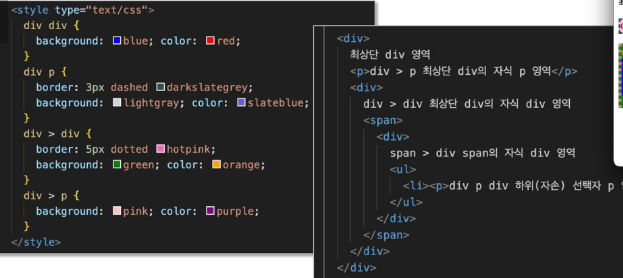 <style type="text/css">
div div {
background: blue; color: red;
}
div p {
border: 3px dashed darkslategrey;
background: lightgray; color: slateblue;
}
div > div {
border: 5px dotted hotpink;
background: green; color: orange;
}
div > p {
background: pink; color: purple;
}
</style>
<div>
최상단 div 영역
<p>div > p 최상단 div의 자식 p 영역</p>
<div>
div > div 최상단 div의 자식 div 영역
<span>
<div>
span > div span의 자식 div 영역
<ul>
<li><p>div p div 하위(자손) 선택자 p
</ul>
</div>
</span>
</div>
</div>